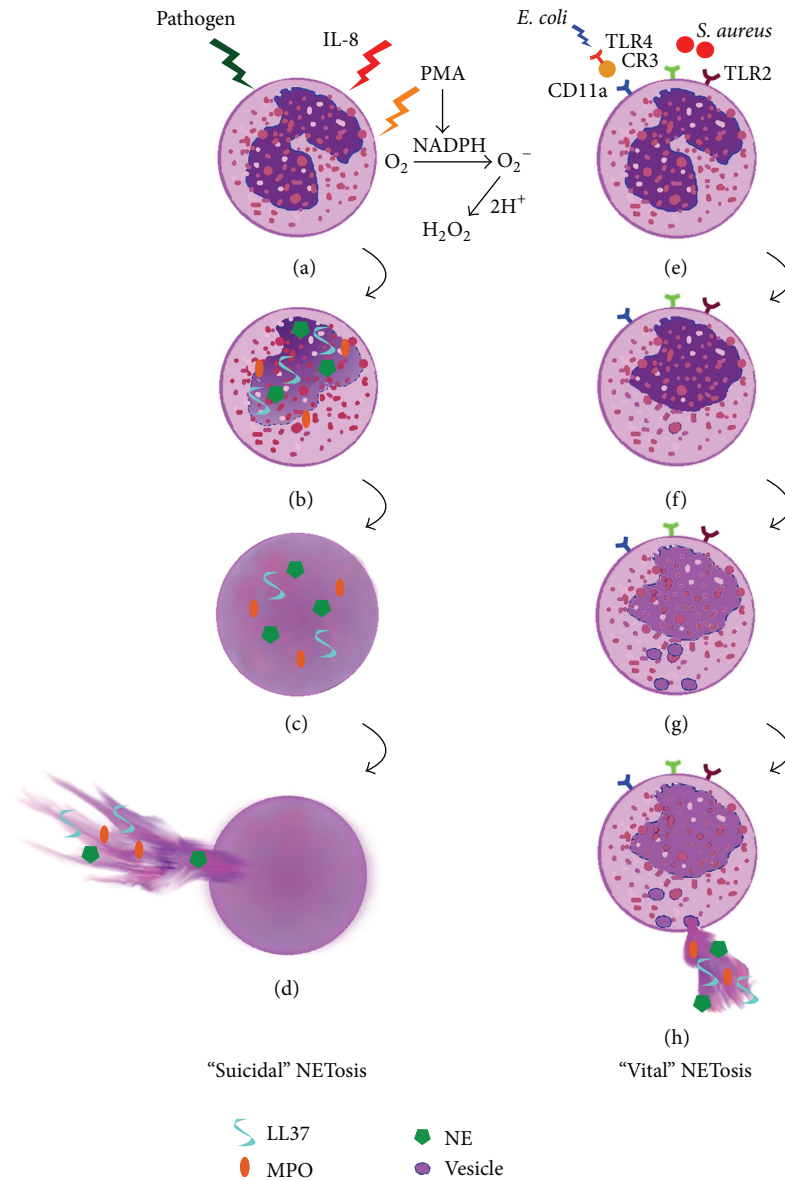 Pathogen
IL-8
PMA
NADPH
O₂
O₂⁻
2H⁺
H₂O₂
(a)
E. coli
TLR4
CR3
CD11a
S. aureus
TLR2
(e)
(b)
(f)
(c)
(g)
(d)
(h)
“Suicidal” NETosis
“Vital” NETosis
LL37
NE
MPO
Vesicle